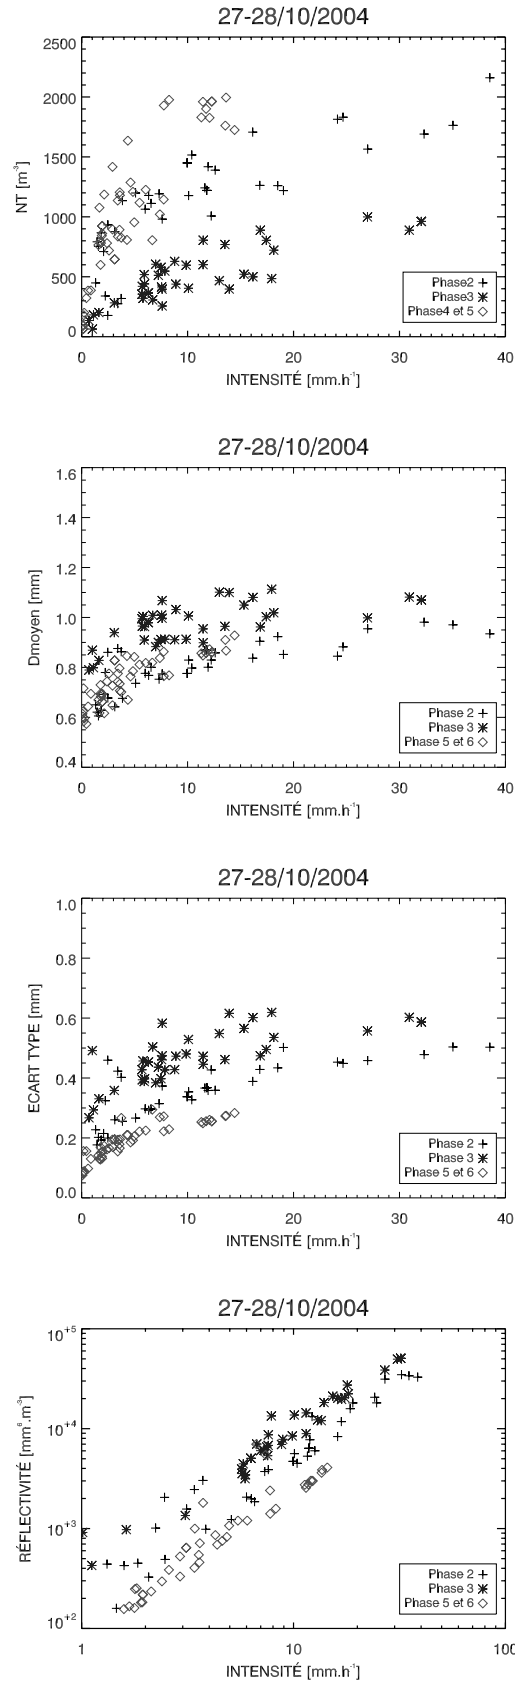 27-28/10/2004
2500
2000
1500
1000
500
0
NT [m⁻³]
Phase2
Phase3
Phase4 et 5
0 10 20 30 40
INTENSITÉ [mm.h⁻¹]
27-28/10/2004
1.6
1.4
1.2
1.0
0.8
0.6
0.4
Dmoyen [mm]
Phase 2
Phase 3
Phase 5 et 6
0 10 20 30 40
INTENSITÉ [mm.h⁻¹]
27-28/10/2004
1.0
0.8
0.6
0.4
0.2
0.0
ECART TYPE [mm]
Phase 2
Phase 3
Phase 5 et 6
0 10 20 30 40
INTENSITÉ [mm.h⁻¹]
27-28/10/2004
10⁺⁵
10⁺⁴
10⁺³
10⁺²
RÉFLECTIVITÉ [mm⁶.m⁻³]
Phase 2
Phase 3
Phase 5 et 6
1 10 100
INTENSITÉ [mm.h⁻¹]